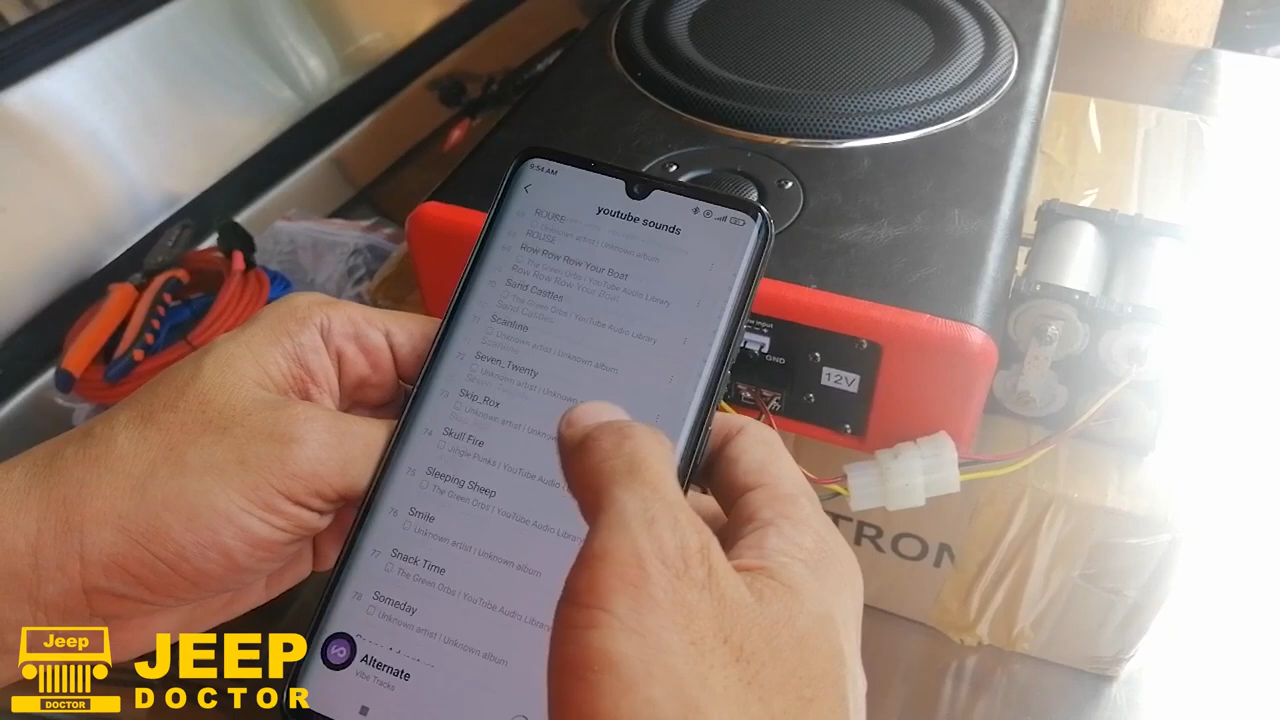 9:54 AM
youtube sounds
ROUSE
Unknown artist | Unknown album
ROUSE
Row Row Row Your Boat
The Green Orbs | YouTube Audio Library
Row Row Row Your Boat
Sand Castles
The Green Orbs | YouTube Audio Library
Sand Castles
71 Scanline
Unknown artist | Unknown album
Scanline
72 Seven_Twenty
Unknown artist | Unknown
73 Skip_Rox
Unknown artist | Unknown
74 Skull Fire
Jingle Punks | YouTube Audio
75 Sleeping Sheep
The Green Orbs | YouTube Audio Library
76 Smile
Unknown artist | Unknown album
77 Snack Time
The Green Orbs | YouTube Audio Library
78 Someday
Unknown artist | Unknown album
Alternate
Vibe Tracks
input
GND
12V
TRON
Jeep
DOCTOR
JEEP
DOCTOR